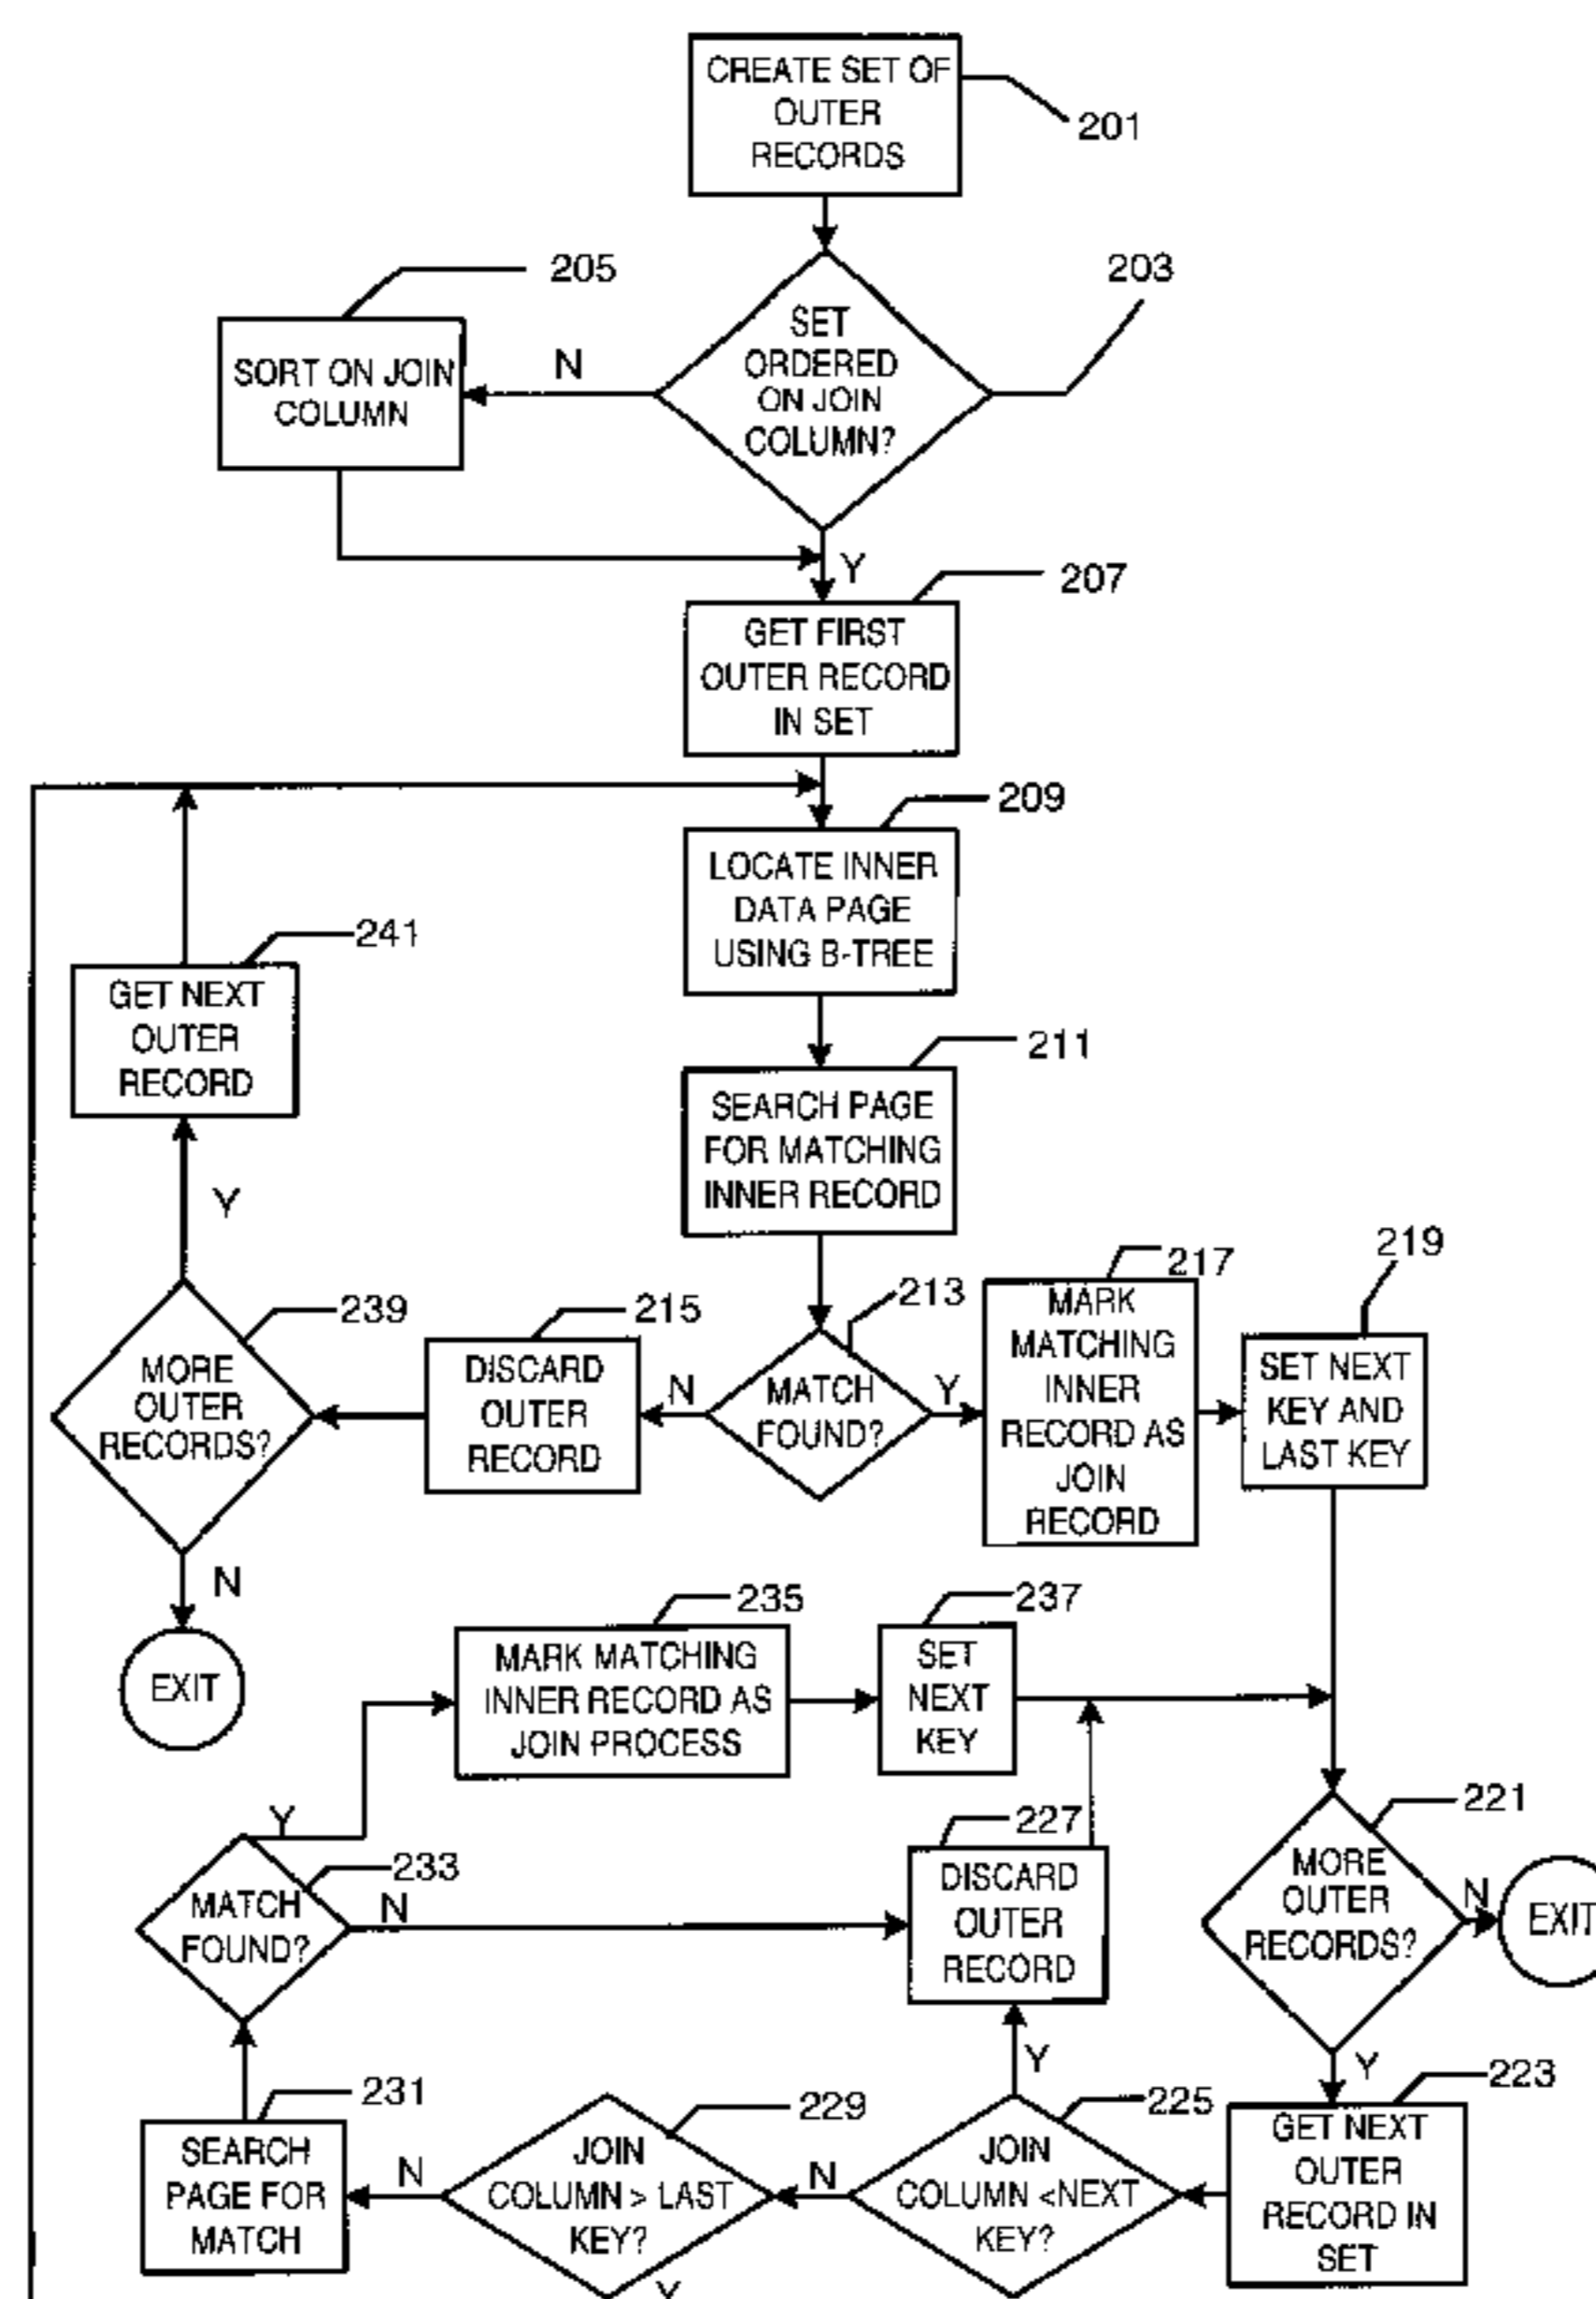 CREATE SET OF
OUTER
RECORDS
201
205
203
SET
ORDERED
ON JOIN
COLUMN?
N
SORT ON JOIN
COLUMN
Y
207
GET FIRST
OUTER RECORD
IN SET
209
LOCATE INNER
DATA PAGE
USING B-TREE
241
GET NEXT
OUTER
RECORD
211
SEARCH PAGE
FOR MATCHING
INNER RECORD
Y
219
217
213
215
239
MARK
MATCHING
INNER
RECORD AS
JOIN
RECORD
SET NEXT
KEY AND
LAST KEY
MORE
OUTER
RECORDS?
DISCARD
OUTER
RECORD
N
MATCH
FOUND?
Y
N
EXIT
235
237
MARK MATCHING
INNER RECORD AS
JOIN PROCESS
SET
NEXT
KEY
Y
227
221
233
MATCH
FOUND?
N
DISCARD
OUTER
RECORD
MORE
OUTER
RECORDS?
N
EXIT
Y
Y
223
231
229
225
SEARCH
PAGE FOR
MATCH
N
JOIN
COLUMN > LAST
KEY?
N
JOIN
COLUMN <NEXT
KEY?
GET NEXT
OUTER
RECORD IN
SET
Y